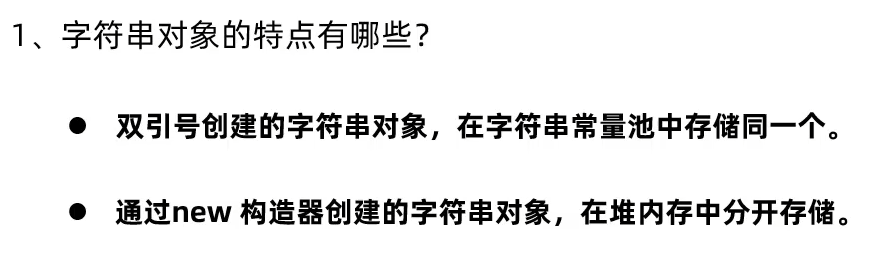 1、字符串对象的特点有哪些？
● 双引号创建的字符串对象，在字符串常量池中存储同一个。
● 通过new 构造器创建的字符串对象，在堆内存中分开存储。